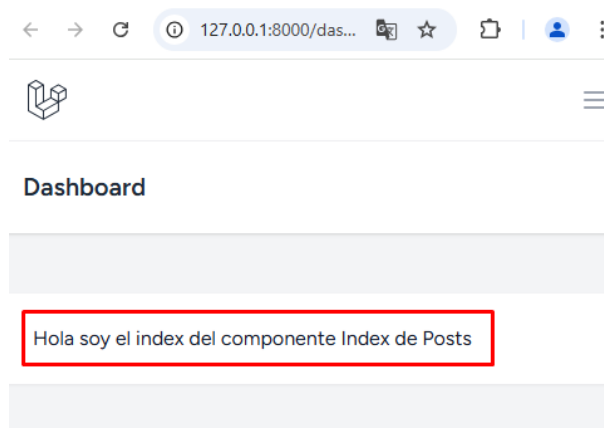 127.0.0.1:8000/das...
Dashboard
Hola soy el index del componente Index de Posts